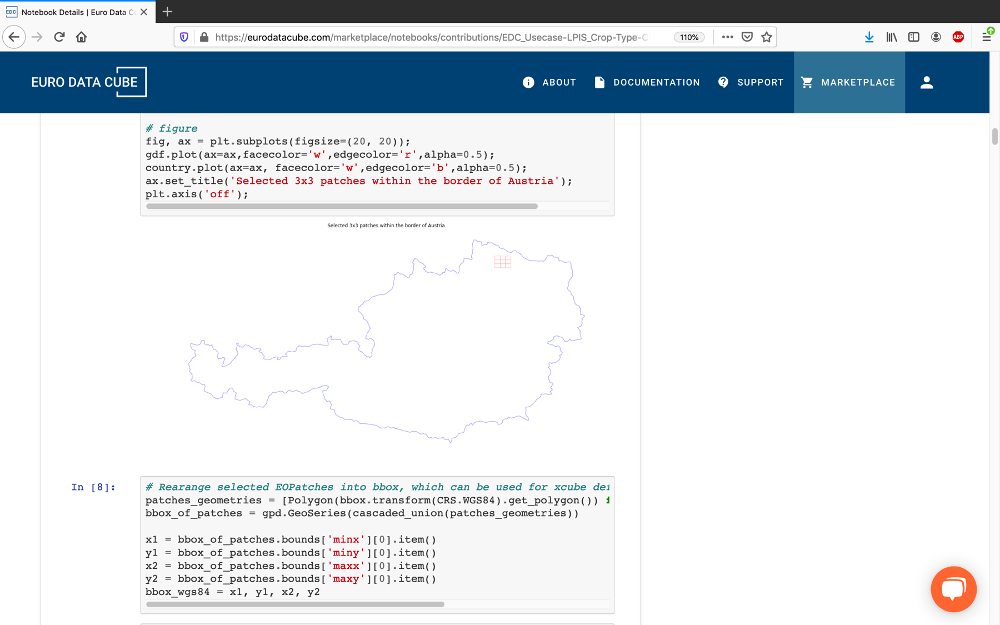 EDC Notebook Details | Euro Data Cu
https://eurodatacube.com/marketplace/notebooks/contributions/EDC_Usecase-LPIS_Crop-Type-C 110% ABP
EURO DATA CUBE ABOUT DOCUMENTATION SUPPORT MARKETPLACE
# figure
fig, ax = plt.subplots(figsize=(20, 20));
gdf.plot(ax=ax,facecolor='w',edgecolor='r',alpha=0.5);
country.plot(ax=ax, facecolor='w',edgecolor='b',alpha=0.5);
ax.set_title('Selected 3x3 patches within the border of Austria');
plt.axis('off');
Selected 3x3 patches within the border of Austria
In [8]:
# Rearange selected EOPatches into bbox, which can be used for xcube def
patches_geometries = [Polygon(bbox.transform(CRS.WGS84).get_polygon())
bbox_of_patches = gpd.GeoSeries(cascaded_union(patches_geometries))
x1 = bbox_of_patches.bounds['minx'][0].item()
y1 = bbox_of_patches.bounds['miny'][0].item()
x2 = bbox_of_patches.bounds['maxx'][0].item()
y2 = bbox_of_patches.bounds['maxy'][0].item()
bbox_wgs84 = x1, y1, x2, y2